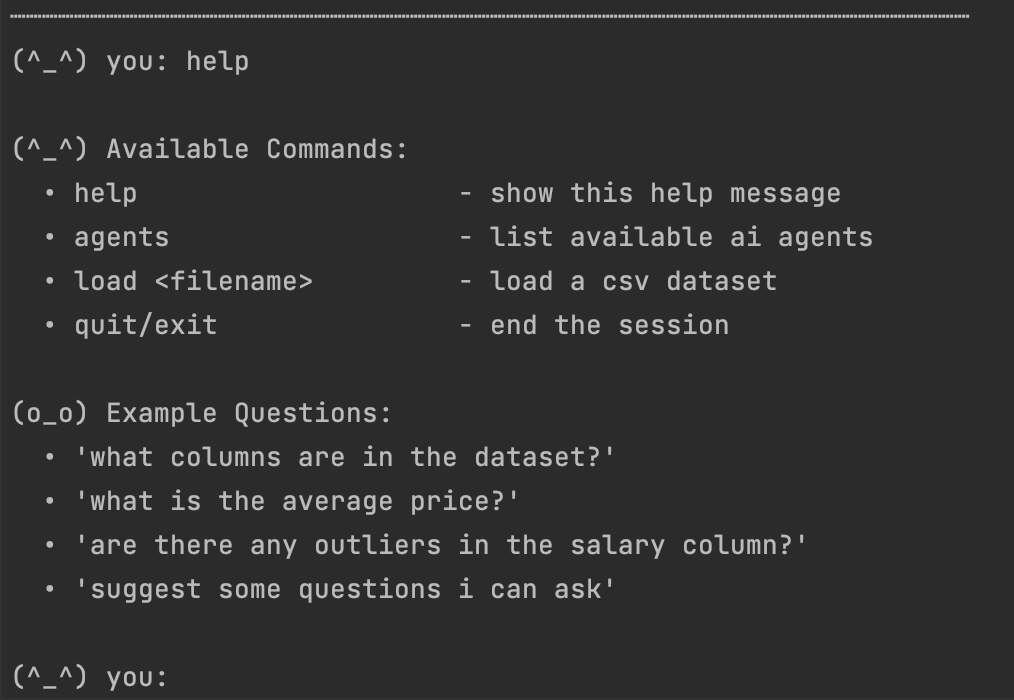 (^_^) you: help
(^_^) Available Commands:
• help - show this help message
• agents - list available ai agents
• load <filename> - load a csv dataset
• quit/exit - end the session
(o_o) Example Questions:
• 'what columns are in the dataset?'
• 'what is the average price?'
• 'are there any outliers in the salary column?'
• 'suggest some questions i can ask'
(^_^) you: